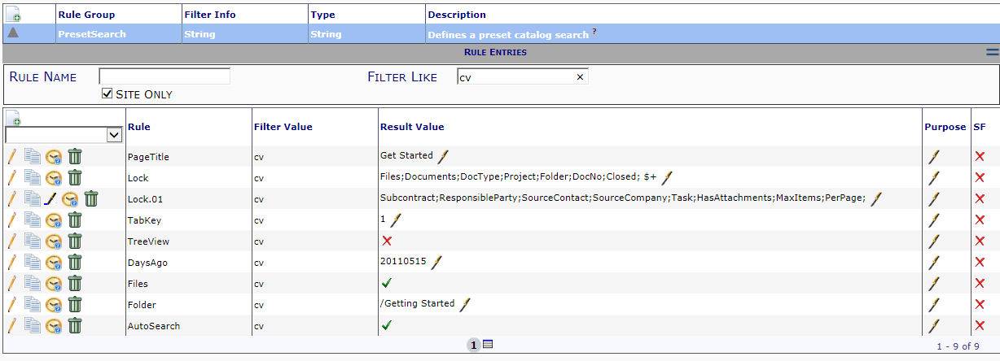 Rule Group Filter Info Type Description
PresetSearch String String Defines a preset catalog search ?
RULE ENTRIES
RULE NAME FILTER LIKE cv ×
SITE ONLY
Rule Filter Value Result Value Purpose SF
PageTitle cv Get Started
Lock cv Files;Documents;DocType;Project;Folder;DocNo;Closed; $+
Lock.01 cv Subcontract;ResponsibleParty;SourceContact;SourceCompany;Task;HasAttachments;MaxItems;PerPage;
TabKey cv 1
TreeView cv
DaysAgo cv 20110515
Files cv
Folder cv /Getting Started
AutoSearch cv
1
1 - 9 of 9